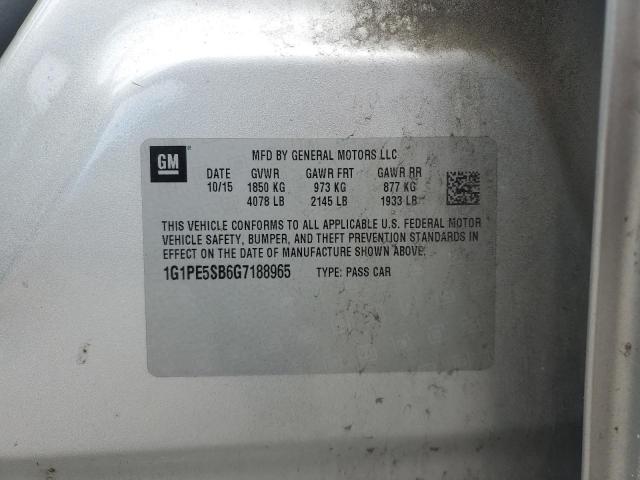 GM
MFD BY GENERAL MOTORS LLC
DATE GVWR GAWR FRT GAWR RR
10/15 1850 KG 973 KG 877 KG
4078 LB 2145 LB 1933 LB
THIS VEHICLE CONFORMS TO ALL APPLICABLE U.S. FEDERAL MOTOR
VEHICLE SAFETY, BUMPER, AND THEFT PREVENTION STANDARDS IN
EFFECT ON THE DATE OF MANUFACTURE SHOWN ABOVE.
1G1PE5SB6G7188965 TYPE: PASS CAR